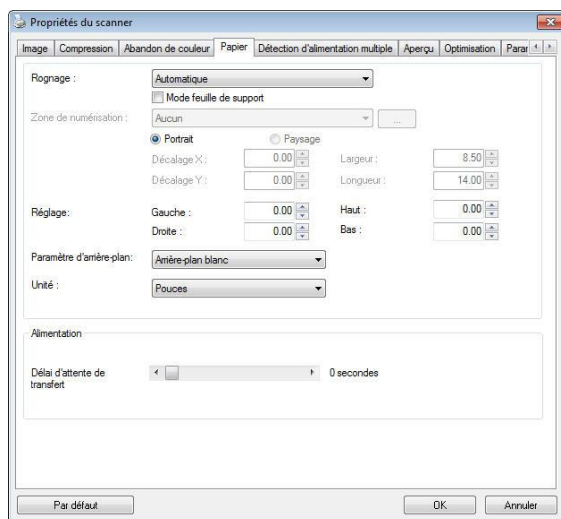 Propriétés du scanner
Image Compression Abandon de couleur Papier Détection d'alimentation multiple Aperçu Optimisation Parar
Rognage : Automatique
Mode feuille de support
Zone de numérisation : Aucun ...
Portrait Paysage
Décalage X : 0.00 Largeur : 8.50
Décalage Y : 0.00 Longueur : 14.00
Réglage: Gauche : 0.00 Haut : 0.00
Droite : 0.00 Bas : 0.00
Paramètre d'arrière-plan: Arrière-plan blanc
Unité : Pouces
Alimentation
Délai d'attente de transfert 0 secondes
Par défaut OK Annuler